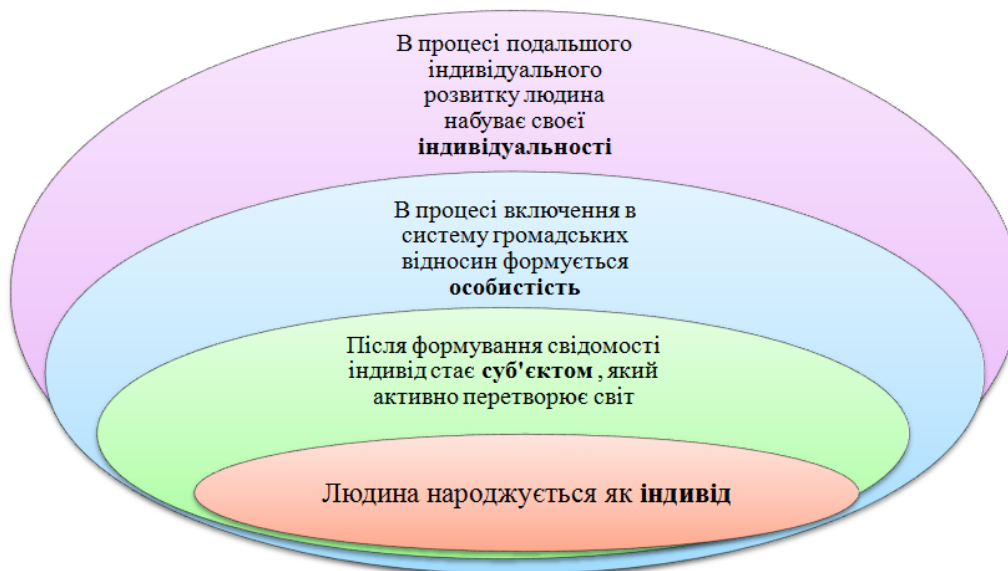 В процесі подальшого
індивідуального
розвитку людина
набуває своєї
індивидуальності
В процесі включення в
систему громадських
відносин формується
особистість
Після формування свідомості
індивід стає суб'єктом , який
активно перетворює світ
Людина народжується як індивід